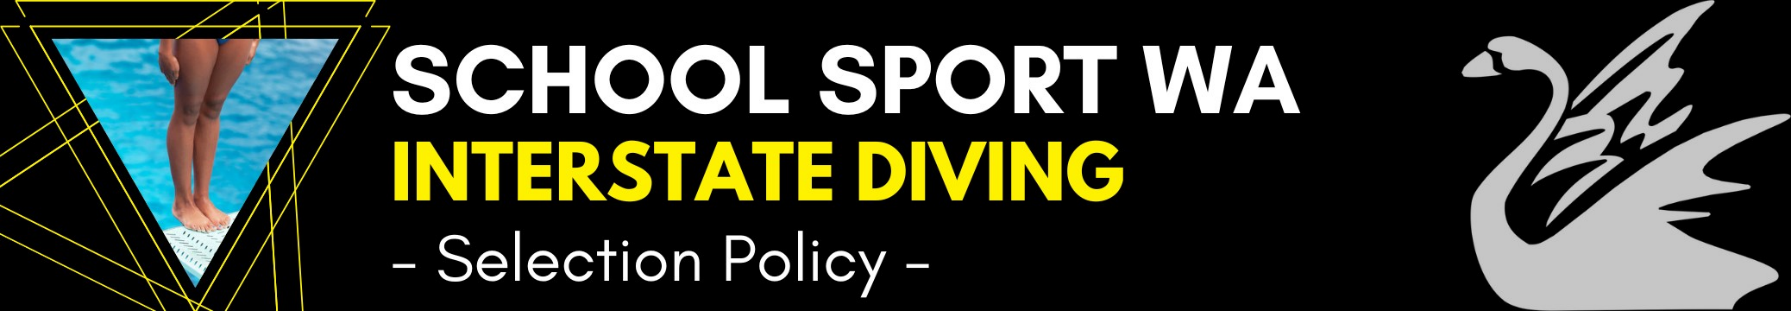 SCHOOL SPORT WA
INTERSTATE DIVING
- Selection Policy -